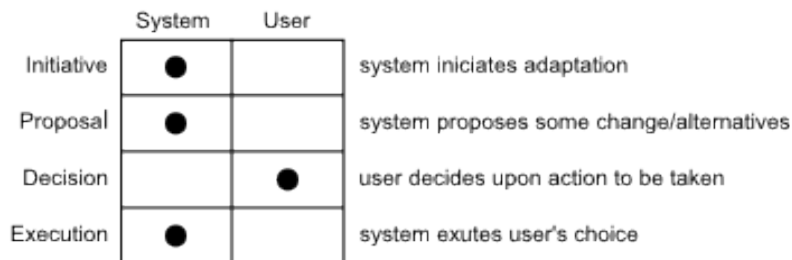 System User
Initiative system iniciates adaptation
Proposal system proposes some change/alternatives
Decision user decides upon action to be taken
Execution system exutes user's choice